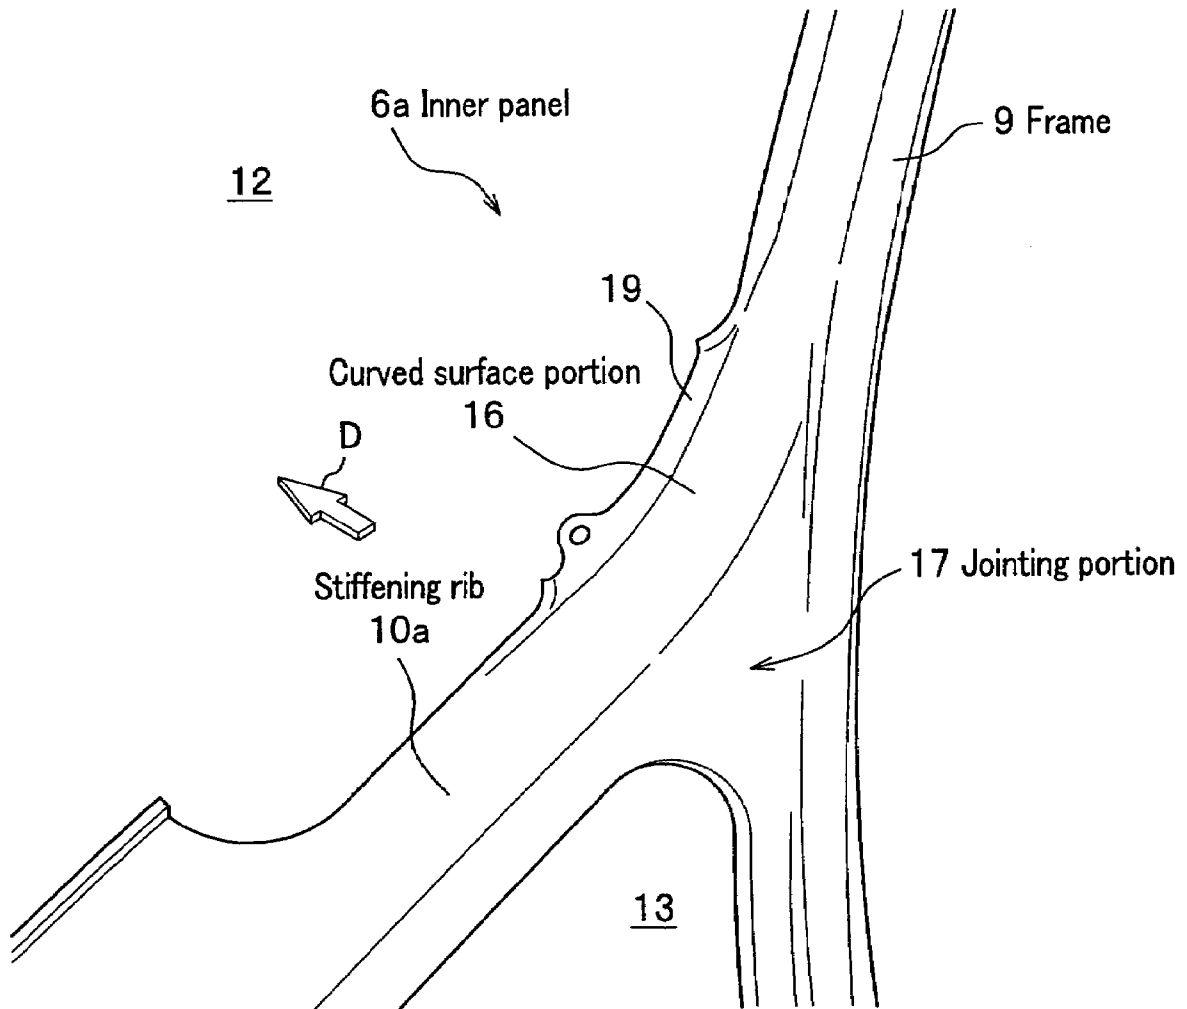 6a Inner panel
9 Frame
12
19
Curved surface portion
16
D
17 Jointing portion
Stiffening rib
10a
13